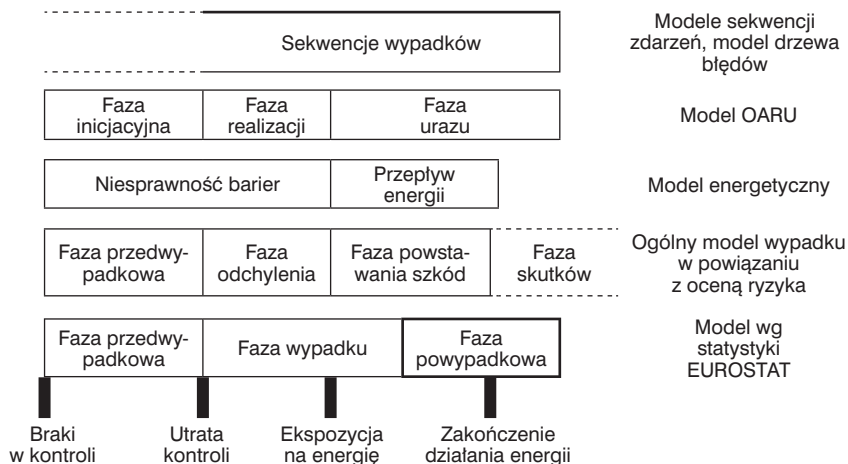 Sekwencje wypadków
Modele sekwencji
zdarzeń, model drzewa
błędów
Faza
inicjacyjna
Faza
realizacji
Faza
urazu
Model OARU
Niesprawność barier
Przepływ
energii
Model energetyczny
Faza przedwy-
padkowa
Faza
odchylenia
Faza powsta-
wania szkód
Faza
skutków
Ogólny model wypadku
w powiązaniu
z oceną ryzyka
Faza przedwy-
padkowa
Faza wypadku
Faza
powypadkowa
Model wg
statystyki
EUROSTAT
Braki
w kontroli
Utrata
kontroli
Ekspozycja
na energię
Zakończenie
działania energii